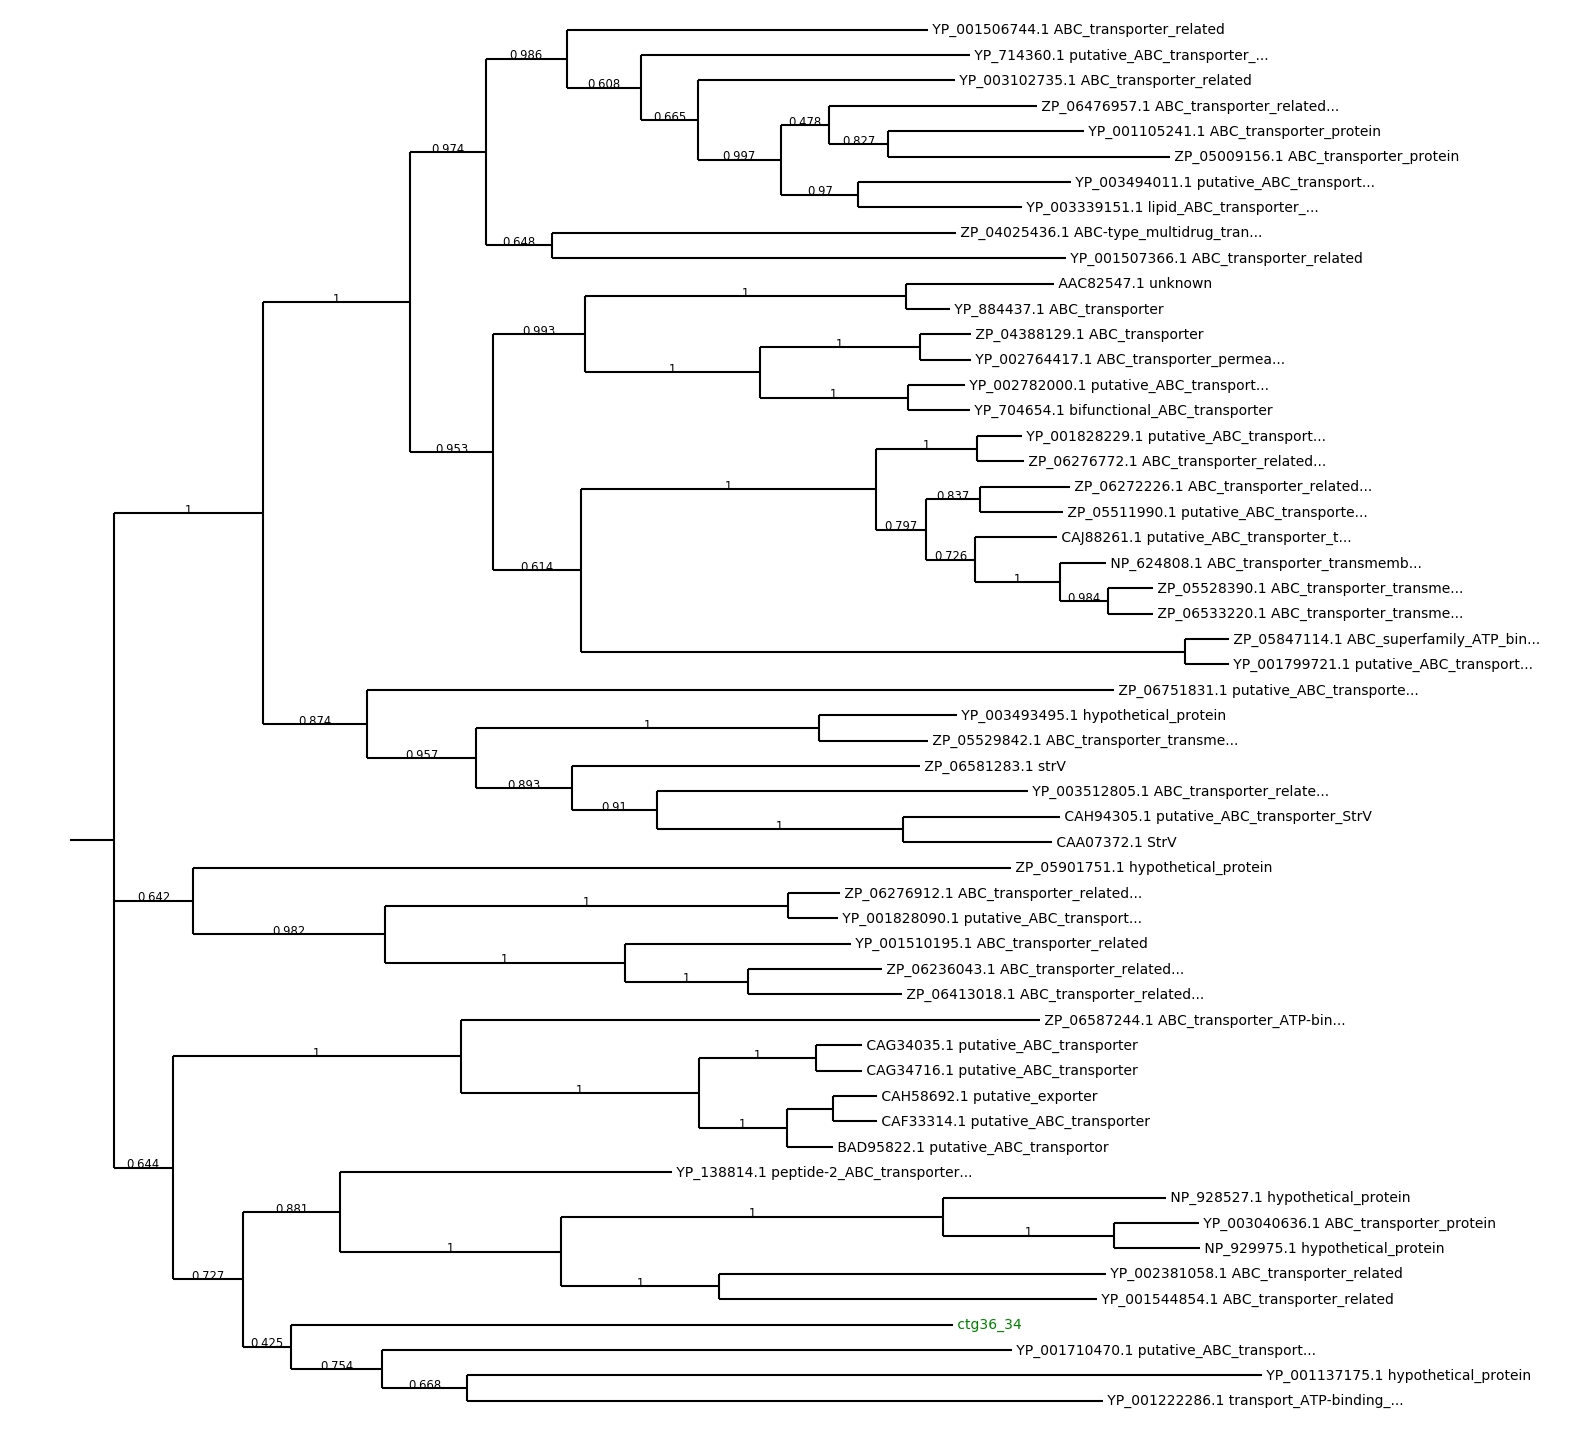 YP_001506744.1 ABC_transporter_related
0.986
YP_714360.1 putative_ABC_transporter_...
0.608
YP_003102735.1 ABC_transporter_related
ZP_06476957.1 ABC_transporter_related...
0.665
0.478
YP_001105241.1 ABC_transporter_protein
0.827
0.974
0.997
ZP_05009156.1 ABC_transporter_protein
YP_003494011.1 putative_ABC_transport...
0.97
YP_003339151.1 lipid_ABC_transporter_...
ZP_04025436.1 ABC-type_multidrug_tran...
0.648
YP_001507366.1 ABC_transporter_related
AAC82547.1 unknown
1
1
YP_884437.1 ABC_transporter
0.993
ZP_04388129.1 ABC_transporter
1
YP_002764417.1 ABC_transporter_permea...
1
YP_002782000.1 putative_ABC_transport...
1
YP_704654.1 bifunctional_ABC_transporter
YP_001828229.1 putative_ABC_transport...
1
0.953
ZP_06276772.1 ABC_transporter_related...
1
ZP_06272226.1 ABC_transporter_related...
0.837
1
ZP_05511990.1 putative_ABC_transporte...
0.797
CAJ88261.1 putative_ABC_transporter_t...
0.726
0.614
NP_624808.1 ABC_transporter_transmemb...
1
ZP_05528390.1 ABC_transporter_transme...
0.984
ZP_06533220.1 ABC_transporter_transme...
ZP_05847114.1 ABC_superfamily_ATP_bin...
YP_001799721.1 putative_ABC_transport...
ZP_06751831.1 putative_ABC_transporte...
0.874
YP_003493495.1 hypothetical_protein
1
ZP_05529842.1 ABC_transporter_transme...
0.957
ZP_06581283.1 strV
0.893
YP_003512805.1 ABC_transporter_relate...
0.91
CAH94305.1 putative_ABC_transporter_StrV
1
CAA07372.1 StrV
ZP_05901751.1 hypothetical_protein
0.642
ZP_06276912.1 ABC_transporter_related...
1
YP_001828090.1 putative_ABC_transport...
0.982
YP_001510195.1 ABC_transporter_related
1
ZP_06236043.1 ABC_transporter_related...
1
ZP_06413018.1 ABC_transporter_related...
ZP_06587244.1 ABC_transporter_ATP-bin...
1
CAG34035.1 putative_ABC_transporter
1
CAG34716.1 putative_ABC_transporter
1
CAH58692.1 putative_exporter
CAF33314.1 putative_ABC_transporter
1
BAD95822.1 putative_ABC_transportor
0.644
YP_138814.1 peptide-2_ABC_transporter...
0.881
NP_928527.1 hypothetical_protein
1
YP_003040636.1 ABC_transporter_protein
1
1
NP_929975.1 hypothetical_protein
0.727
YP_002381058.1 ABC_transporter_related
1
YP_001544854.1 ABC_transporter_related
ctg36_34
0.425
YP_001710470.1 putative_ABC_transport...
0.754
YP_001137175.1 hypothetical_protein
0.668
YP_001222286.1 transport_ATP-binding_...